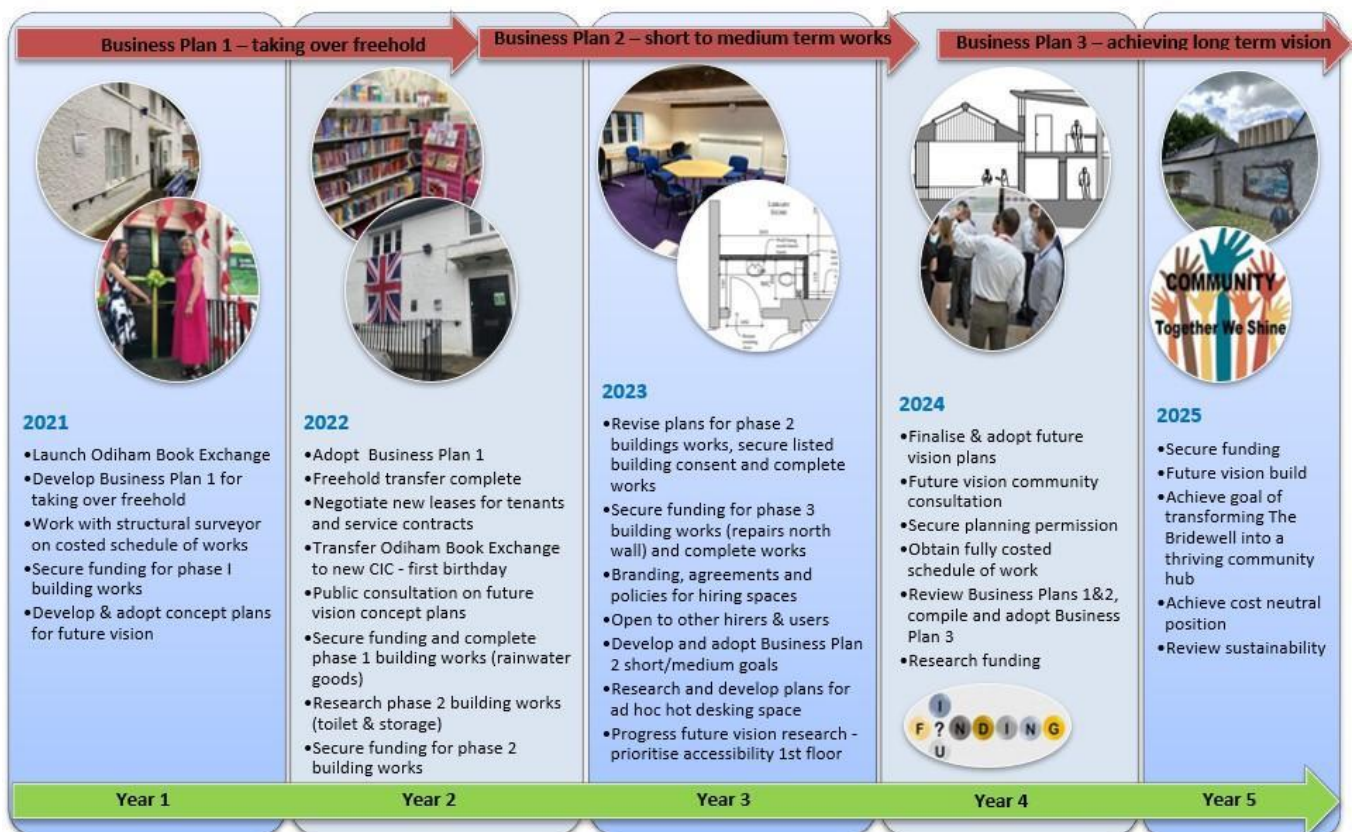 Business Plan 1 – taking over freehold
Business Plan 2 – short to medium term works
Business Plan 3 – achieving long term vision
2021
•Launch Odiham Book Exchange
•Develop Business Plan 1 for
taking over freehold
•Work with structural surveyor
on costed schedule of works
•Secure funding for phase I
building works
•Develop & adopt concept plans
for future vision
2022
•Adopt Business Plan 1
•Freehold transfer complete
•Negotiate new leases for tenants
and service contracts
•Transfer Odiham Book Exchange
to new CIC - first birthday
•Public consultation on future
vision concept plans
•Secure funding and complete
phase 1 building works (rainwater
goods)
•Research phase 2 building works
(toilet & storage)
•Secure funding for phase 2
building works
2023
•Revise plans for phase 2
buildings works, secure listed
building consent and complete
works
•Secure funding for phase 3
building works (repairs north
wall) and complete works
•Branding, agreements and
policies for hiring spaces
•Open to other hirers & users
•Develop and adopt Business Plan
2 short/medium goals
•Research and develop plans for
ad hoc hot desking space
•Progress future vision research -
prioritise accessibility 1st floor
2024
•Finalise & adopt future
vision plans
•Future vision community
consultation
•Secure planning permission
•Obtain fully costed
schedule of work
•Review Business Plans 1&2,
compile and adopt Business
Plan 3
•Research funding
I
F ? N D I N G
U
COMMUNITY
Together We Shine
2025
•Secure funding
•Future vision build
•Achieve goal of
transforming The
Bridewell into a
thriving community
hub
•Achieve cost neutral
position
•Review sustainability
Year 1
Year 2
Year 3
Year 4
Year 5